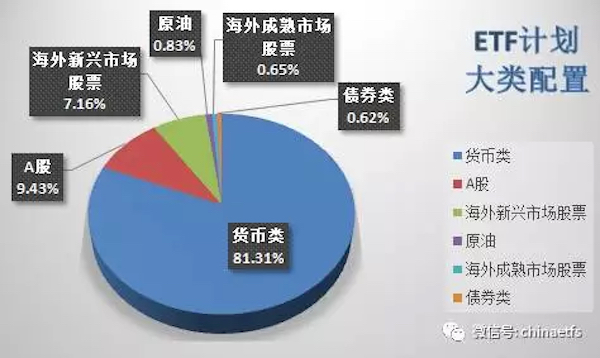 ETF计划
大类配置
原油
0.83%
海外成熟市场
股票
0.65%
海外新兴市场
股票
7.16%
债券类
0.62%
A股
9.43%
货币类
81.31%
货币类
A股
海外新兴市场股票
原油
海外成熟市场股票
债券类
微信号: chinaetfs